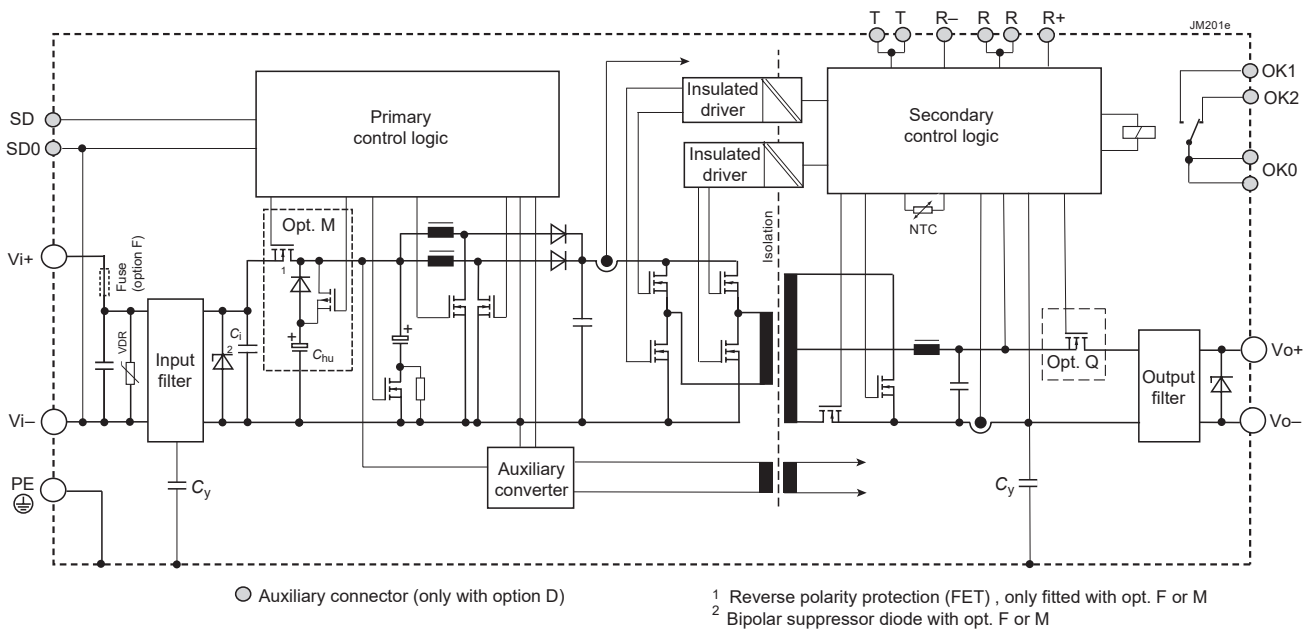 T T R– R R R+
JM201e
OK1
OK2
OK0
SD
SD0
Primary
control logic
Insulated
driver
Insulated
driver
Secondary
control logic
Isolation
NTC
Opt. M
1
Vi+
Fuse
(option F)
VDR
Input
filter
2
Ci
+
Chu
+
Opt. Q
Output
filter
Vo+
Vo–
Vi–
PE
Cy
Auxiliary
converter
Cy
Auxiliary connector (only with option D)
1 Reverse polarity protection (FET) , only fitted with opt. F or M
2 Bipolar suppressor diode with opt. F or M